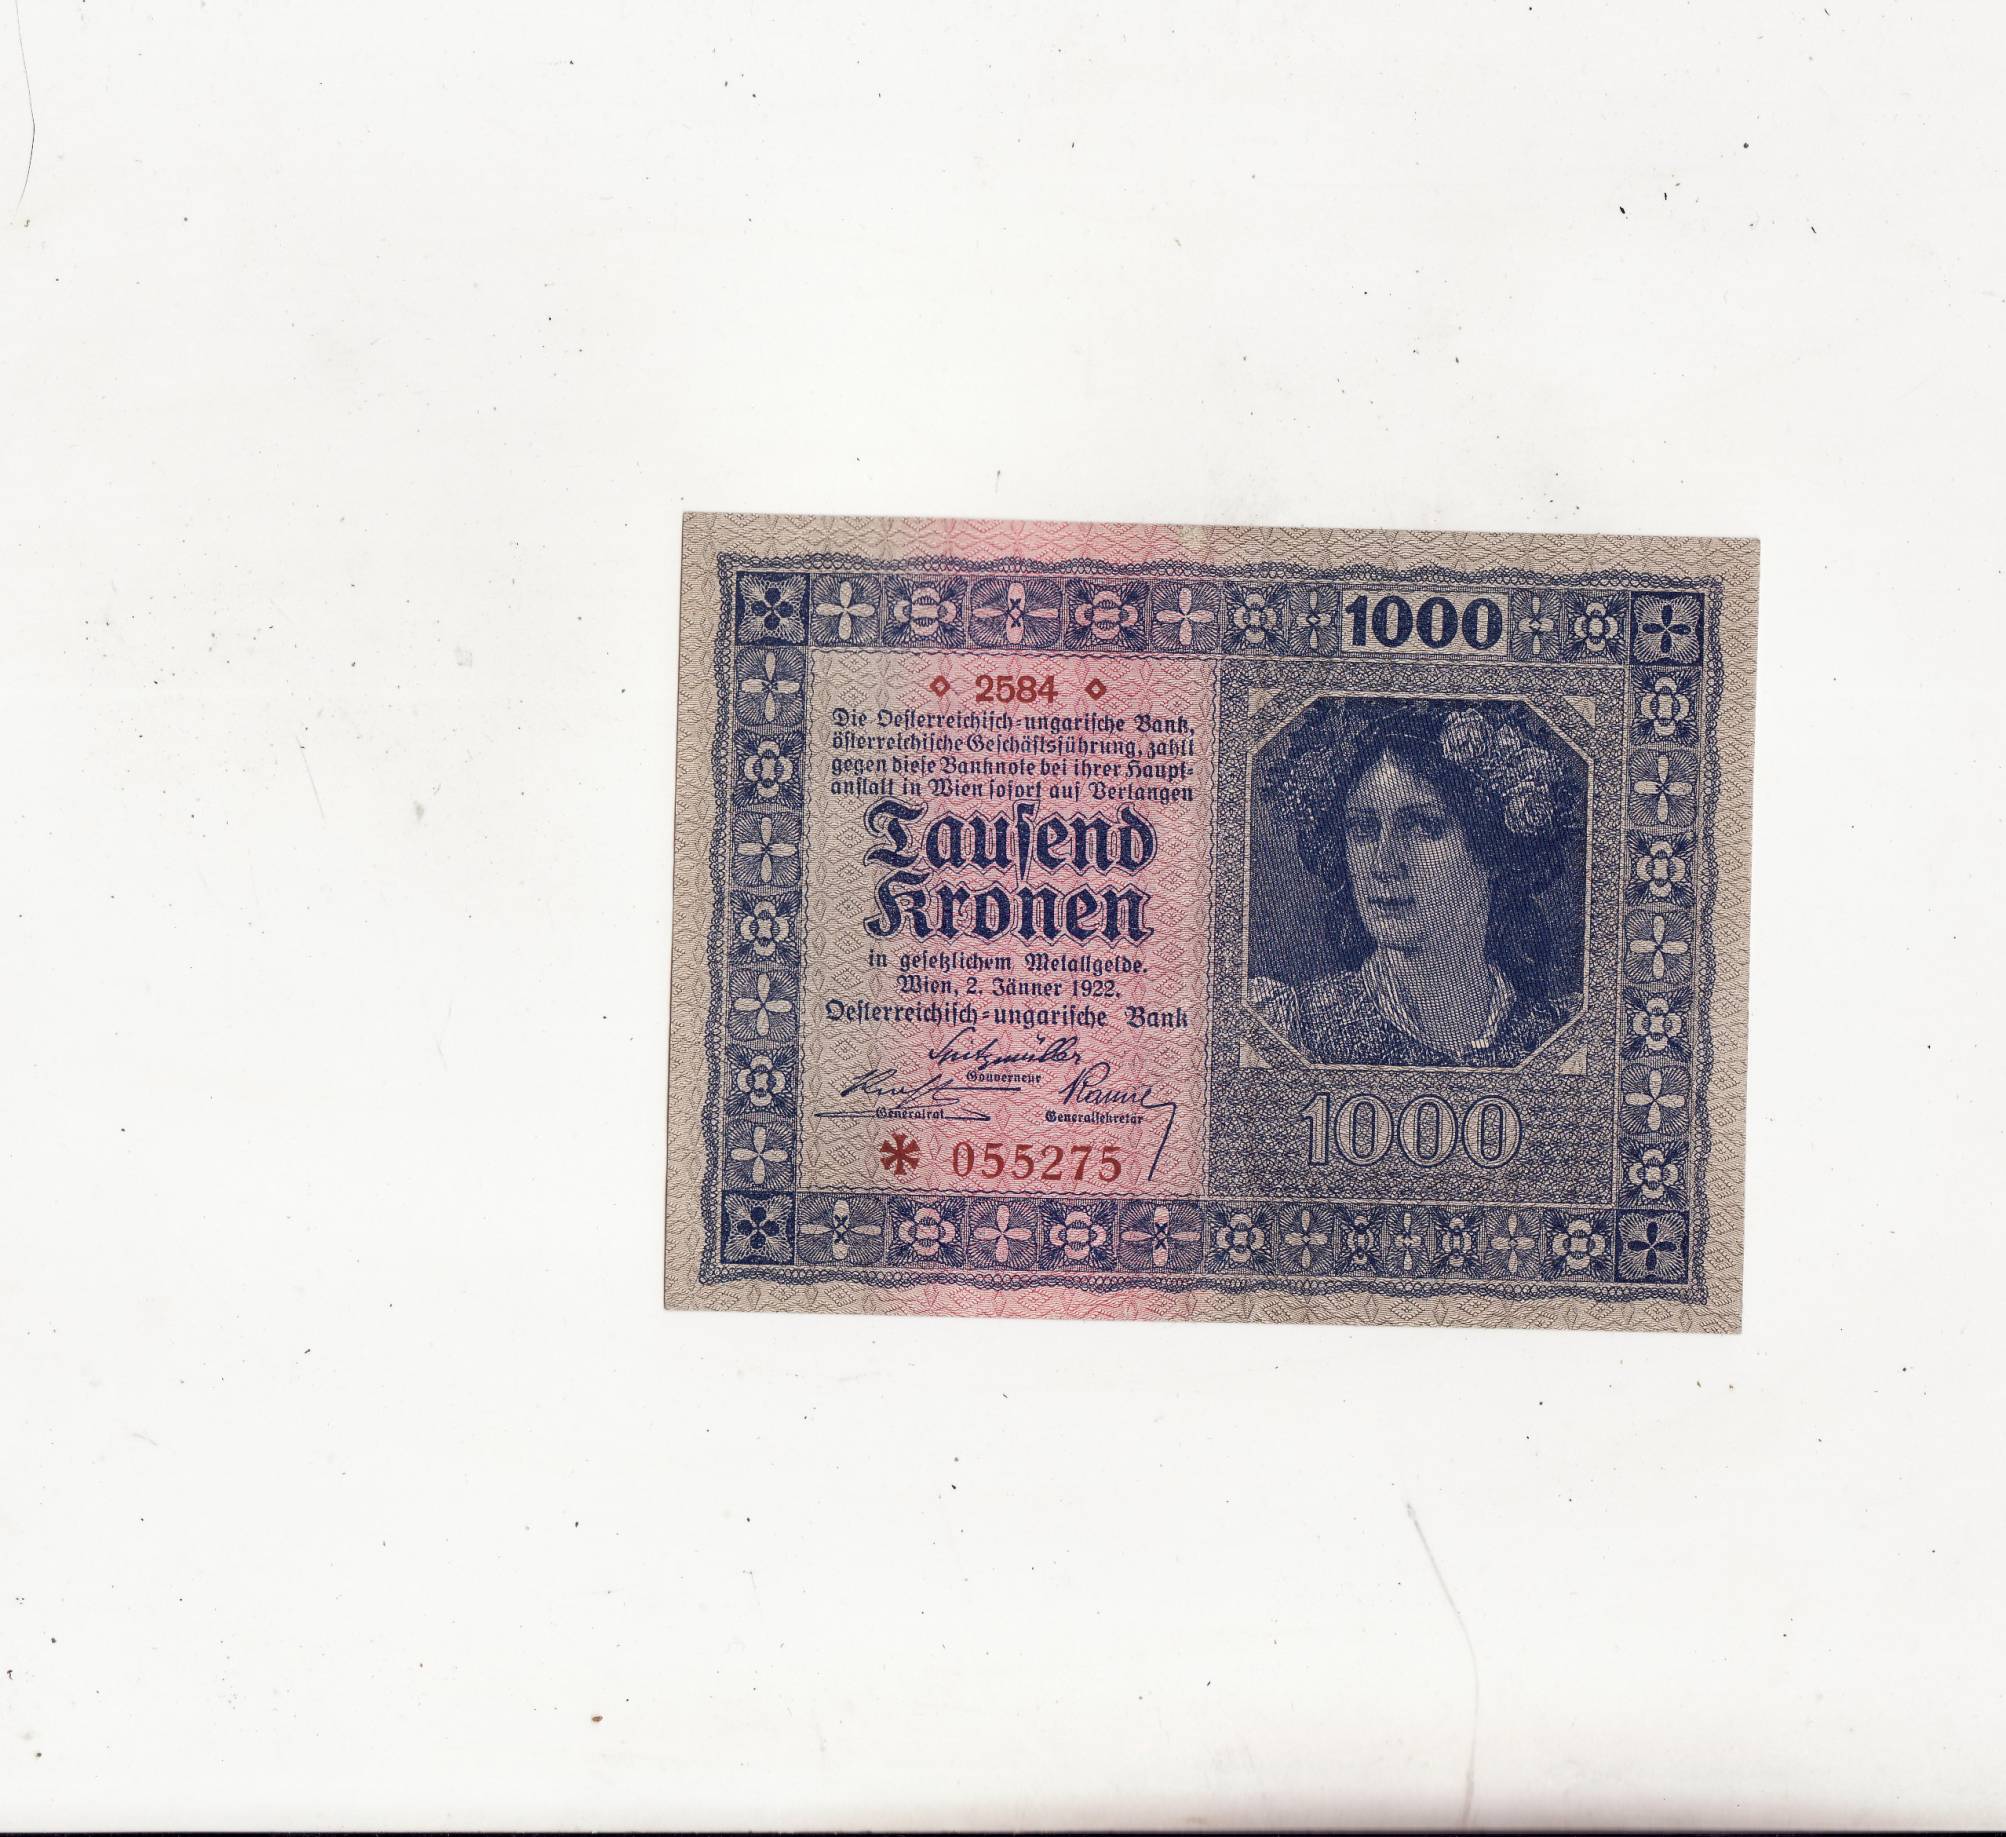 1000
◇ 2584 ◇
Die Oesterreichisch-ungarische Bank,
österreichische Geschäftsführung, zahlt
gegen diese Banknote bei ihrer Haupt-
anstalt in Wien sofort auf Verlangen
Tausend
Kronen
in gesetzlichem Metallgelde.
Wien, 2. Jänner 1922.
Oesterreichisch-ungarische Bank
Spitzmüller
Gouverneur
Generalrat
Generalsekretär
* 055275
1000